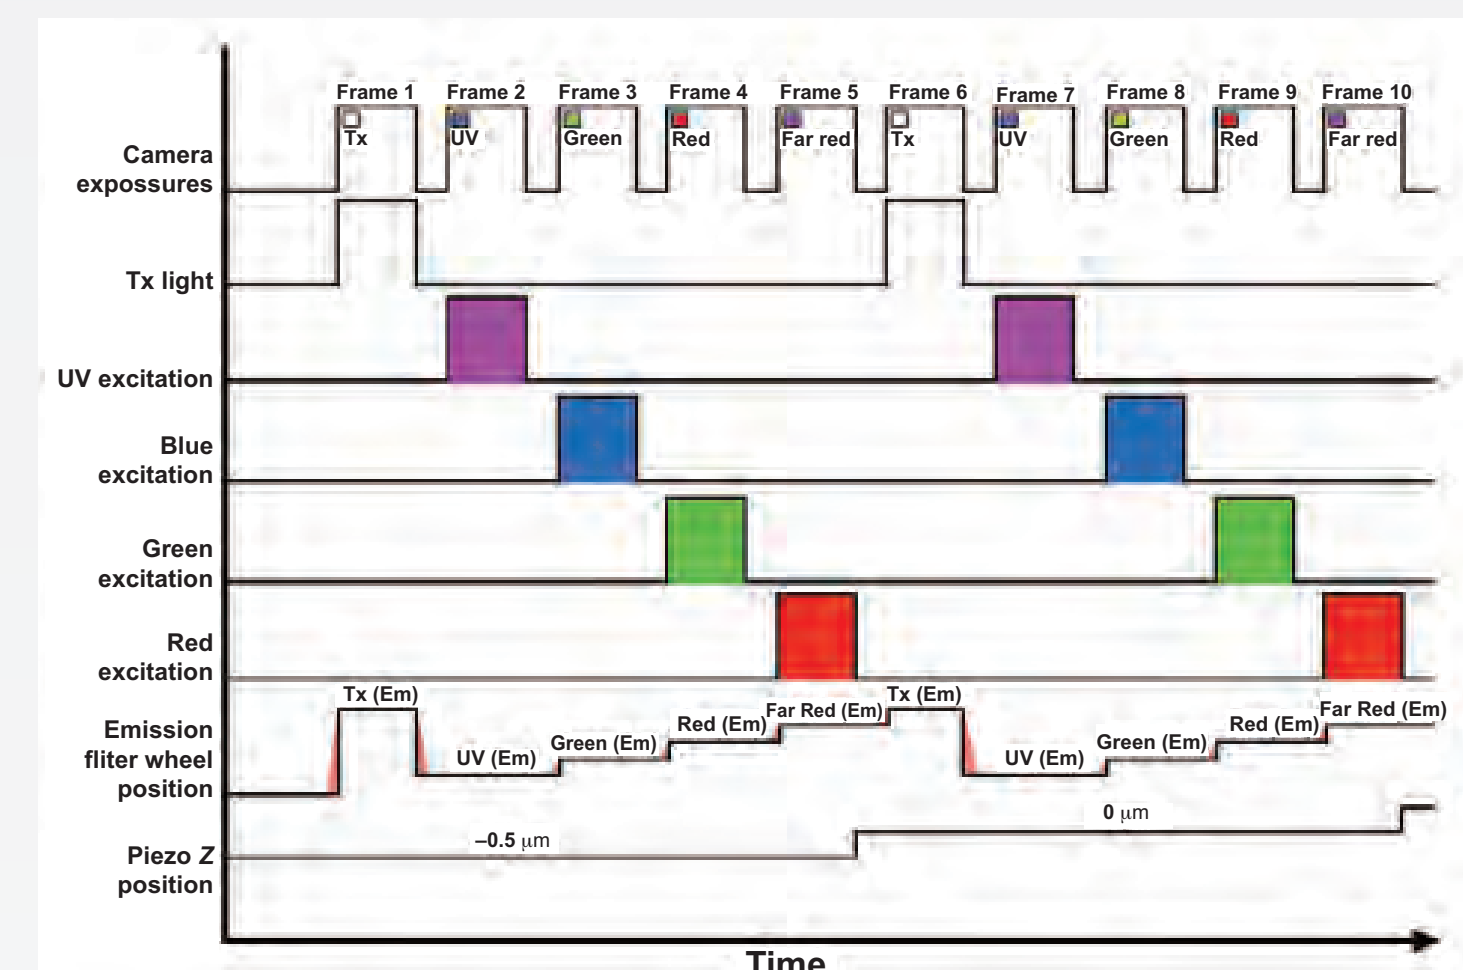 Frame 1 Frame 2 Frame 3 Frame 4 Frame 5 Frame 6 Frame 7 Frame 8 Frame 9 Frame 10
Tx UV Green Red Far red Tx UV Green Red Far red
Camera
expossures
Tx light
UV excitation
Blue
excitation
Green
excitation
Red
excitation
Tx (Em) UV (Em) Green (Em) Red (Em) Far Red (Em) Tx (Em) UV (Em) Green (Em) Red (Em) Far Red (Em)
Emission
fliter wheel
position
–0.5 μm 0 μm
Piezo Z
position
Time